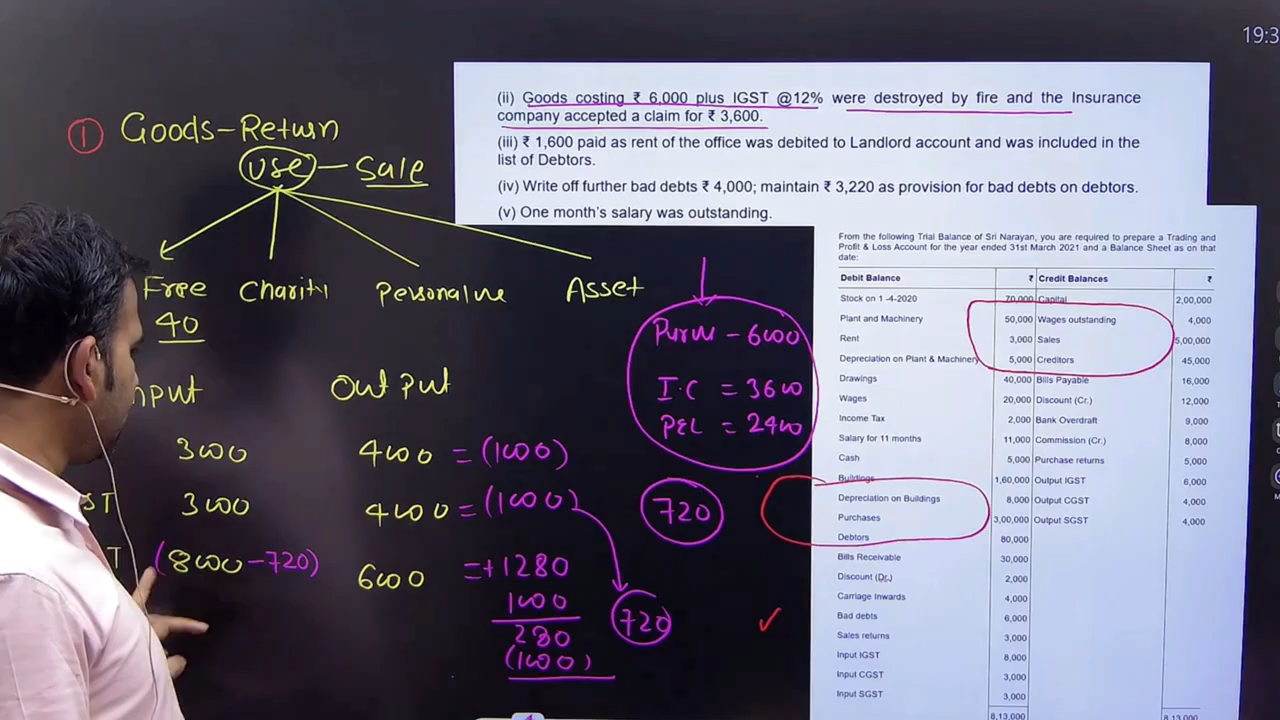 19:3
① Goods-Return
Use - Sale
Free Charity Personal use Asset
40
Input Output
3000 4000 = (1000)
ST 3000 4000 = (1000)
T (8000-720) 6000 =+1280
1000
280
(1000)
720
Purch - 6000
I.C = 3600
P&L = 2400
720
(ii) Goods costing ₹ 6,000 plus IGST @12% were destroyed by fire and the Insurance
company accepted a claim for ₹ 3,600.
(iii) ₹ 1,600 paid as rent of the office was debited to Landlord account and was included in the
list of Debtors.
(iv) Write off further bad debts ₹ 4,000; maintain ₹ 3,220 as provision for bad debts on debtors.
(v) One month's salary was outstanding.
From the following Trial Balance of Sri Narayan, you are required to prepare a Trading and
Profit & Loss Account for the year ended 31st March 2021 and a Balance Sheet as on that
date:
Debit Balance ₹ Credit Balances ₹
Stock on 1 -4-2020 70,000 Capital 2,00,000
Plant and Machinery 50,000 Wages outstanding 4,000
Rent 3,000 Sales 5,00,000
Depreciation on Plant & Machinery 5,000 Creditors 45,000
Drawings 40,000 Bills Payable 16,000
Wages 20,000 Discount (Cr.) 12,000
Income Tax 2,000 Bank Overdraft 9,000
Salary for 11 months 11,000 Commission (Cr.) 8,000
Cash 5,000 Purchase returns 5,000
Buildings 1,60,000 Output IGST 6,000
Depreciation on Buildings 8,000 Output CGST 4,000
Purchases 3,00,000 Output SGST 4,000
Debtors 80,000
Bills Receivable 30,000
Discount (Dr.) 2,000
Carriage Inwards 4,000
Bad debts 6,000
Sales returns 3,000
Input IGST 8,000
Input CGST 3,000
Input SGST 3,000
8,13,000 8,13,000